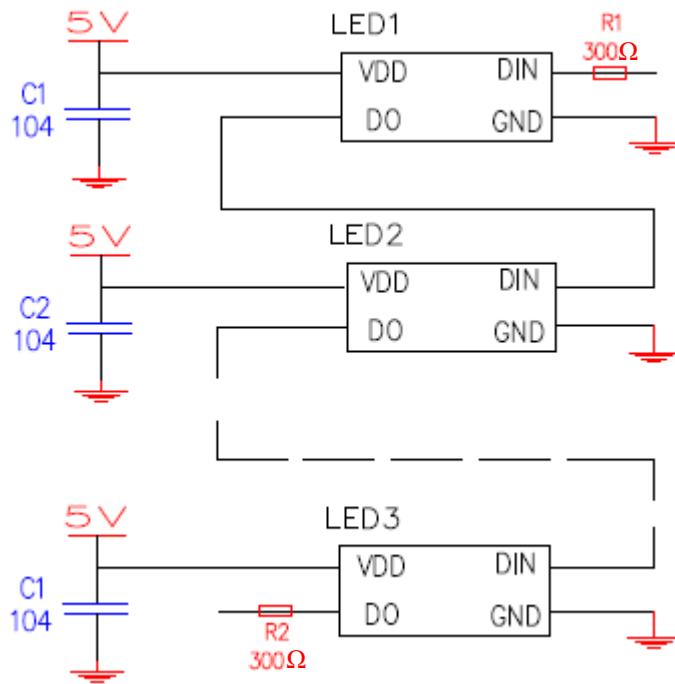 5V
LED1
R1
300Ω
VDD
DIN
C1
104
DO
GND
5V
LED2
VDD
DIN
C2
104
DO
GND
5V
LED3
VDD
DIN
C1
104
DO
GND
R2
300Ω